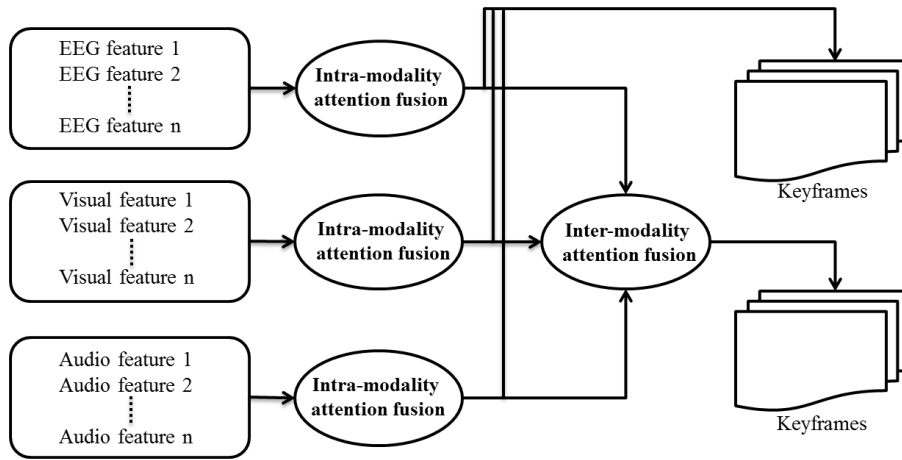 EEG feature 1
EEG feature 2
EEG feature n
Intra-modality
attention fusion
Keyframes
Visual feature 1
Visual feature 2
Visual feature n
Intra-modality
attention fusion
Inter-modality
attention fusion
Audio feature 1
Audio feature 2
Audio feature n
Intra-modality
attention fusion
Keyframes